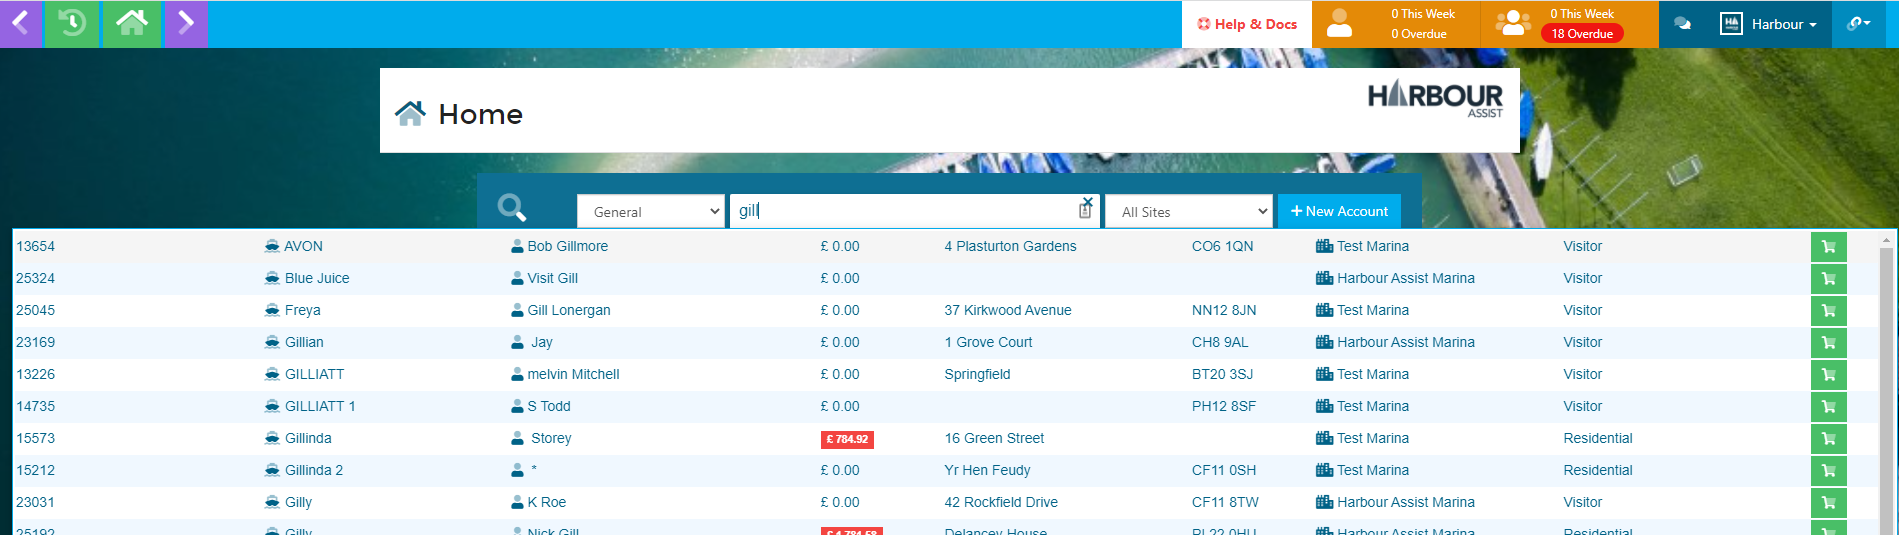 Help & Docs
0 This Week
0 Overdue
0 This Week
18 Overdue
Harbour
Home
HARBOUR
ASSIST
General
gill
All Sites
+ New Account
13654 AVON Bob Gillmore £ 0.00 4 Plasturton Gardens CO6 1QN Test Marina Visitor
25324 Blue Juice Visit Gill £ 0.00 Harbour Assist Marina Visitor
25045 Freya Gill Lonergan £ 0.00 37 Kirkwood Avenue NN12 8JN Test Marina Visitor
23169 Gillian Jay £ 0.00 1 Grove Court CH8 9AL Harbour Assist Marina Visitor
13226 GILLIATT melvin Mitchell £ 0.00 Springfield BT20 3SJ Test Marina Visitor
14735 GILLIATT 1 S Todd £ 0.00 PH12 8SF Test Marina Visitor
15573 Gillinda Storey £ 784.92 16 Green Street Test Marina Residential
15212 Gillinda 2 * £ 0.00 Yr Hen Feudy CF11 0SH Test Marina Residential
23031 Gilly K Roe £ 0.00 42 Rockfield Drive CF11 8TW Harbour Assist Marina Visitor
25192 Gilly Nick Gill £ 1,784.58 Delancey House PL22 0HU Harbour Assist Marina Residential